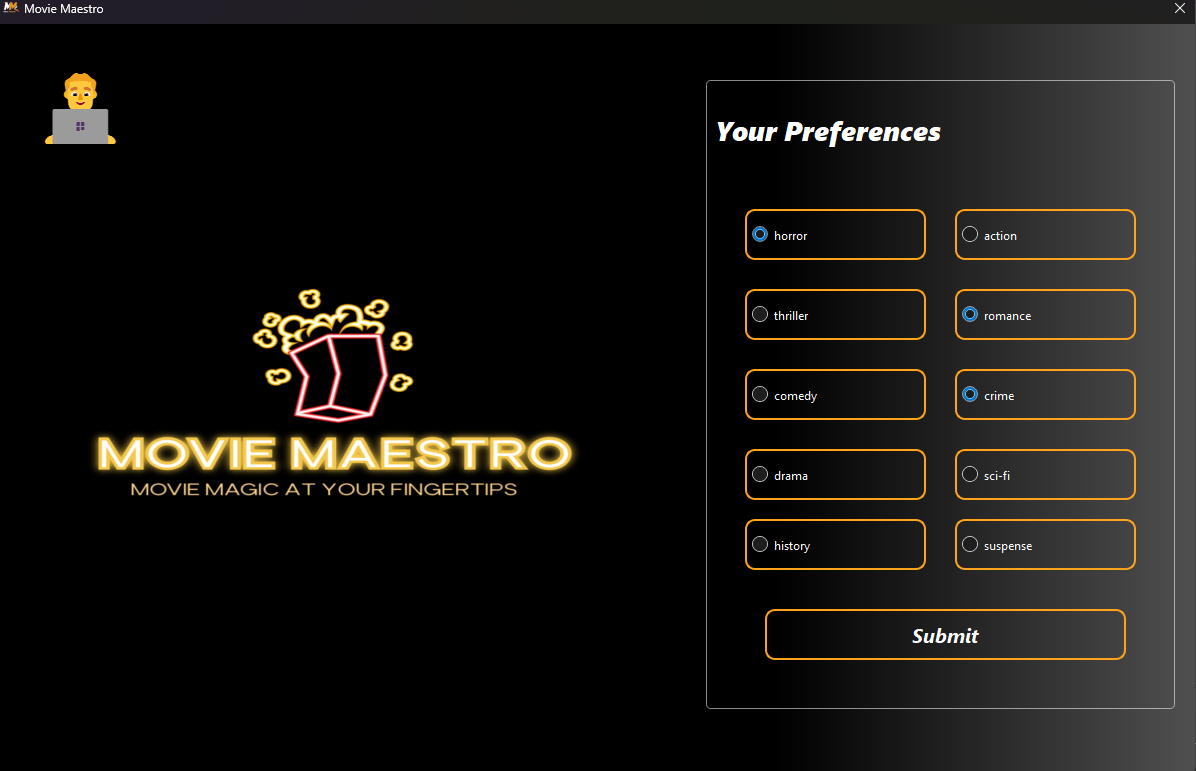 Movie Maestro
Your Preferences
horror
action
thriller
romance
comedy
crime
drama
sci-fi
history
suspense
Submit
MOVIE MAESTRO
MOVIE MAGIC AT YOUR FINGERTIPS